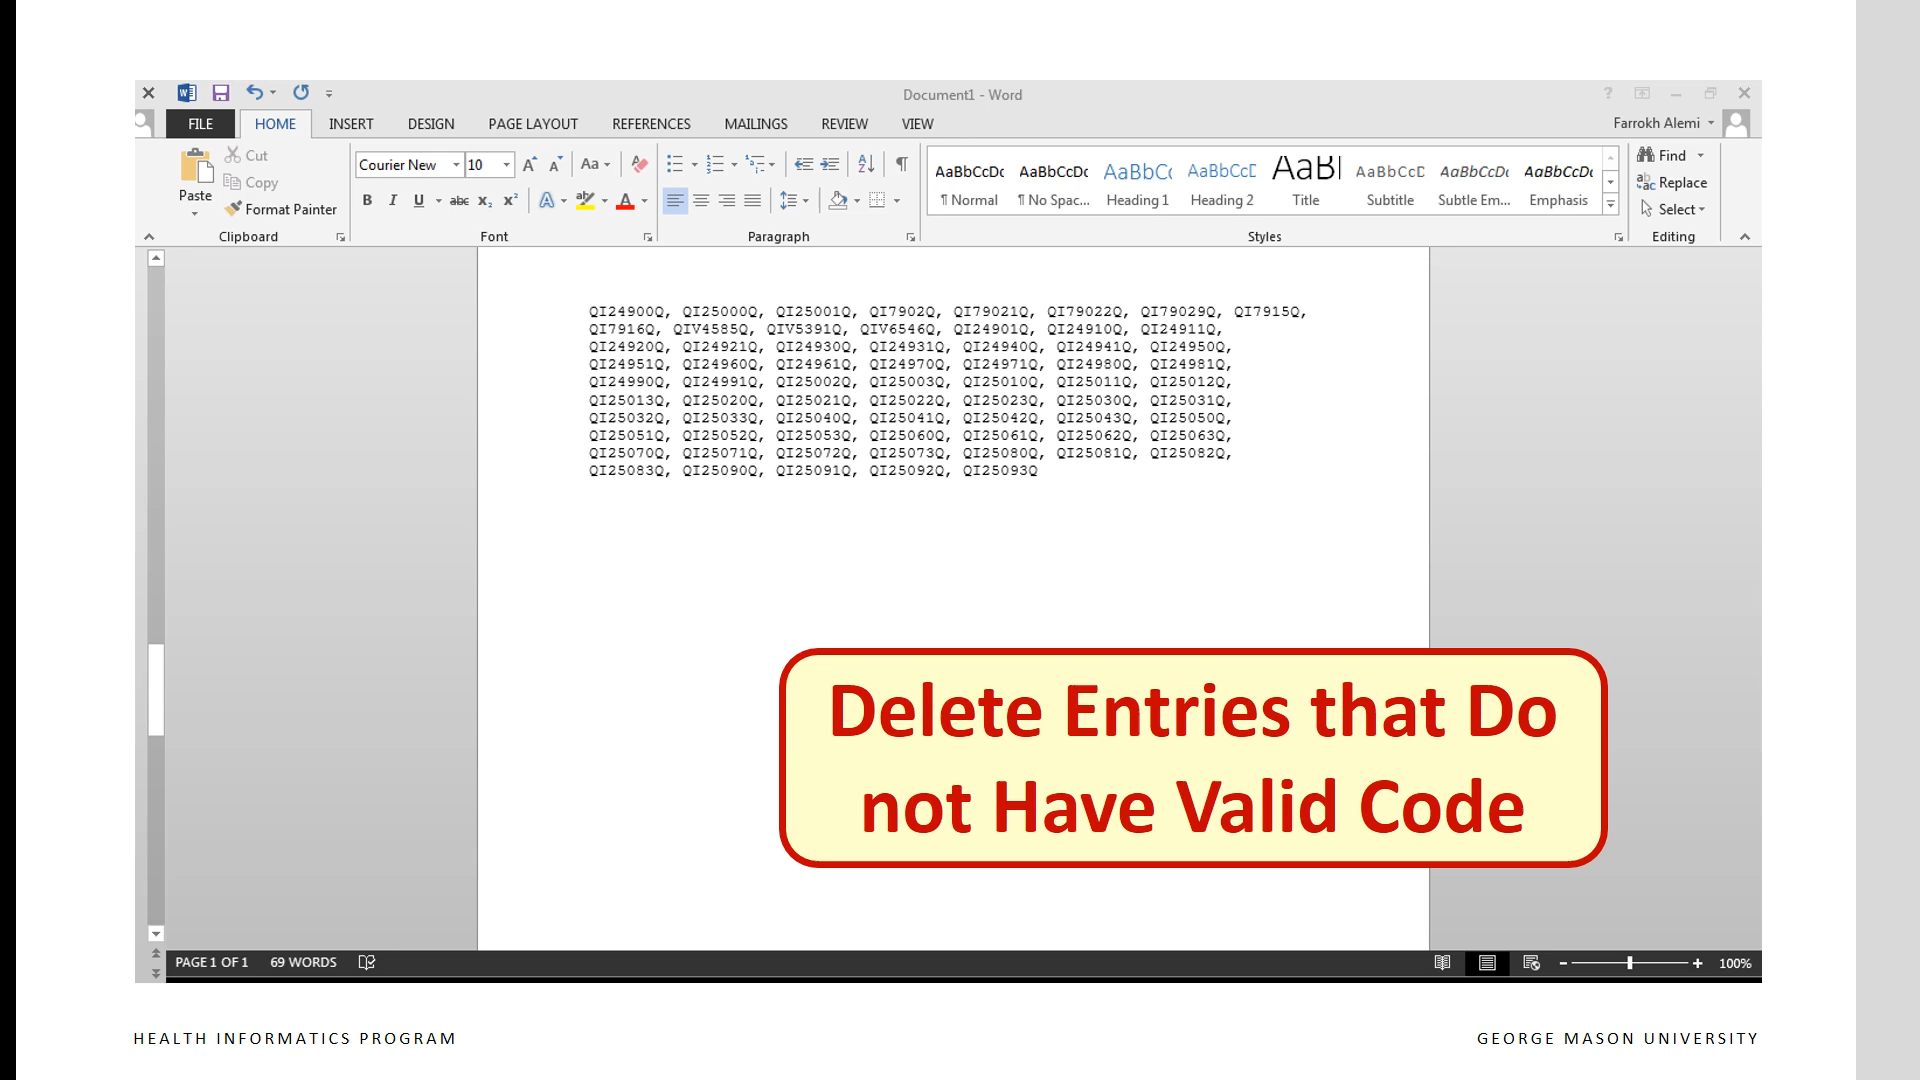 Document1 - Word
FILE HOME INSERT DESIGN PAGE LAYOUT REFERENCES MAILINGS REVIEW VIEW Farrokh Alemi
Paste
Cut
Copy
Format Painter
Clipboard
Courier New 10
Font
Paragraph
AaBbCcDc AaBbCcDc AaBbCc AaBbCcC AaBl AaBbCcC AaBbCcDc AaBbCcDc
¶ Normal ¶ No Spac... Heading 1 Heading 2 Title Subtitle Subtle Em... Emphasis
Styles
Find
Replace
Select
Editing
QI24900Q, QI25000Q, QI25001Q, QI7902Q, QI79021Q, QI79022Q, QI79029Q, QI7915Q,
QI7916Q, QIV4585Q, QIV5391Q, QIV6546Q, QI24901Q, QI24910Q, QI24911Q,
QI24920Q, QI24921Q, QI24930Q, QI24931Q, QI24940Q, QI24941Q, QI24950Q,
QI24951Q, QI24960Q, QI24961Q, QI24970Q, QI24971Q, QI24980Q, QI24981Q,
QI24990Q, QI24991Q, QI25002Q, QI25003Q, QI25010Q, QI25011Q, QI25012Q,
QI25013Q, QI25020Q, QI25021Q, QI25022Q, QI25023Q, QI25030Q, QI25031Q,
QI25032Q, QI25033Q, QI25040Q, QI25041Q, QI25042Q, QI25043Q, QI25050Q,
QI25051Q, QI25052Q, QI25053Q, QI25060Q, QI25061Q, QI25062Q, QI25063Q,
QI25070Q, QI25071Q, QI25072Q, QI25073Q, QI25080Q, QI25081Q, QI25082Q,
QI25083Q, QI25090Q, QI25091Q, QI25092Q, QI25093Q
Delete Entries that Do
not Have Valid Code
PAGE 1 OF 1 69 WORDS 100%
HEALTH INFORMATICS PROGRAM
GEORGE MASON UNIVERSITY